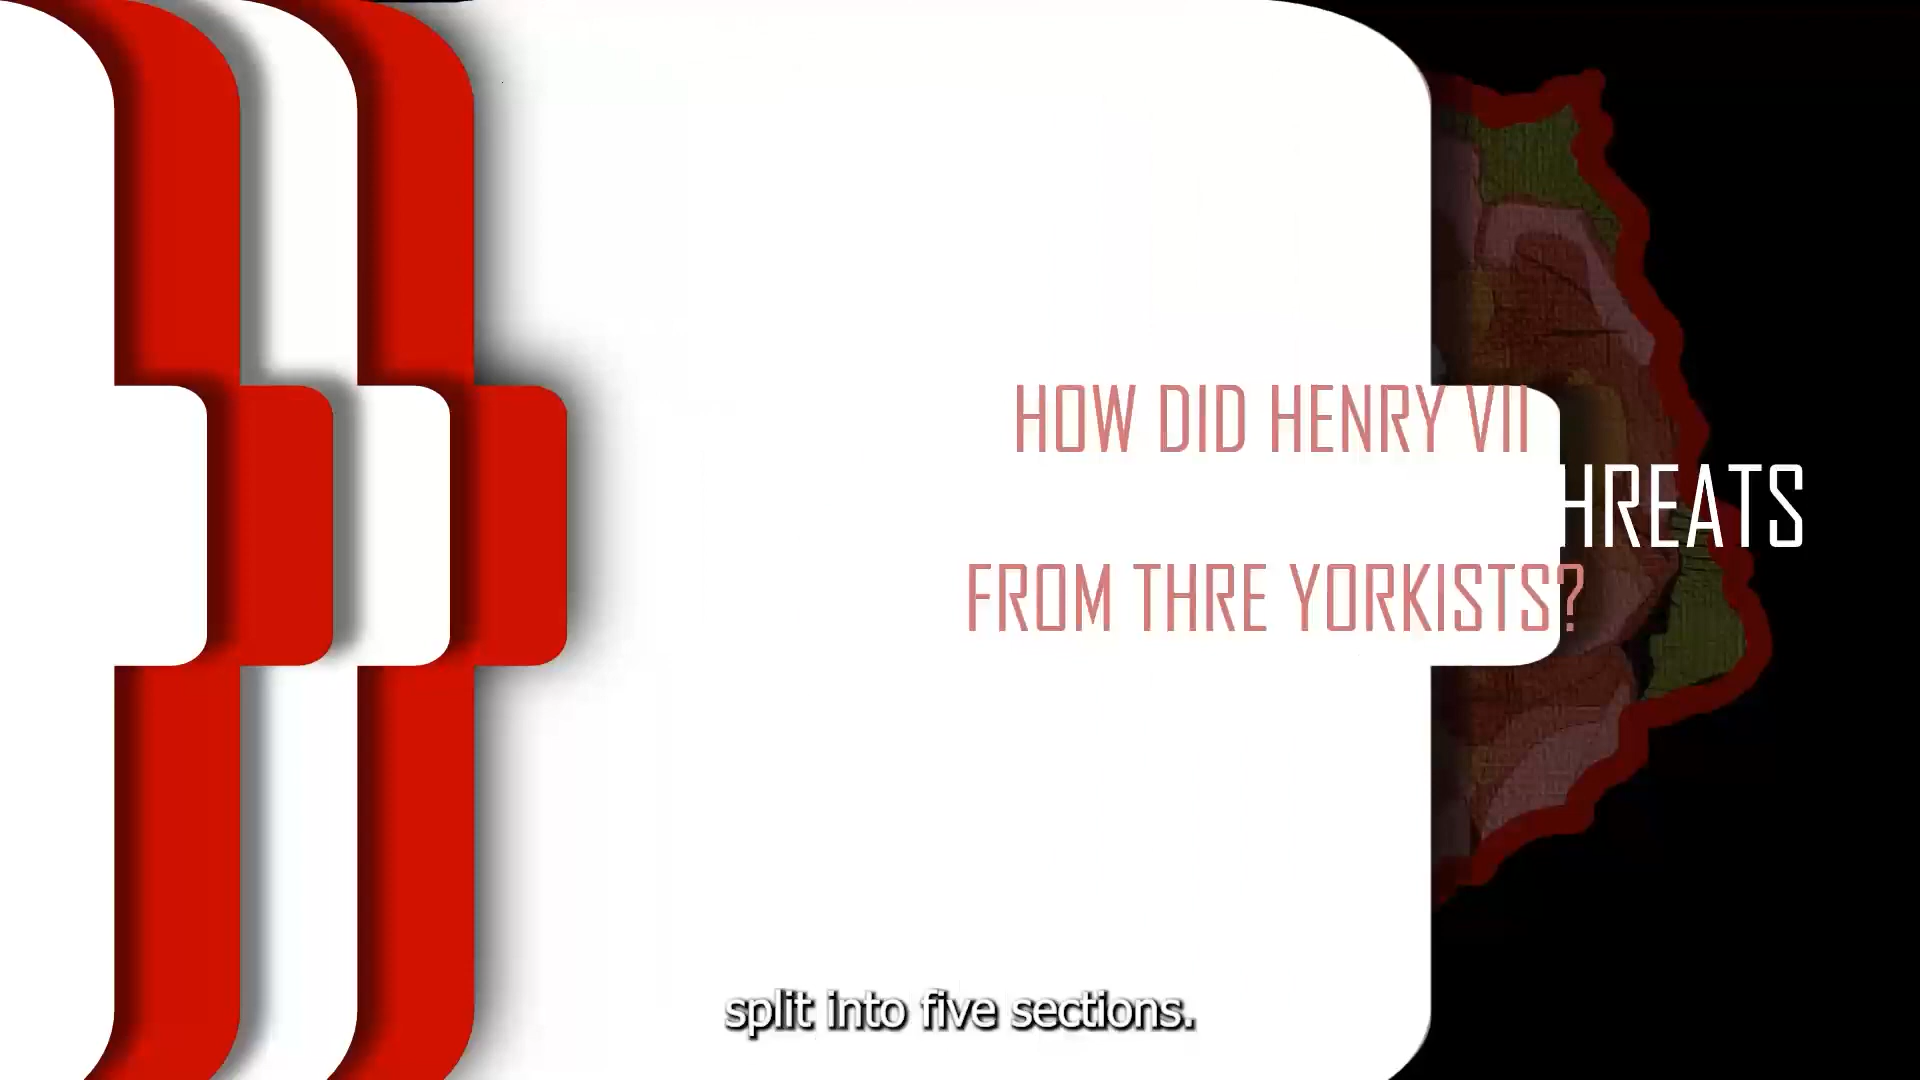 HOW DID HENRY VII
HREATS
FROM THRE YORKISTS?
split into five sections.